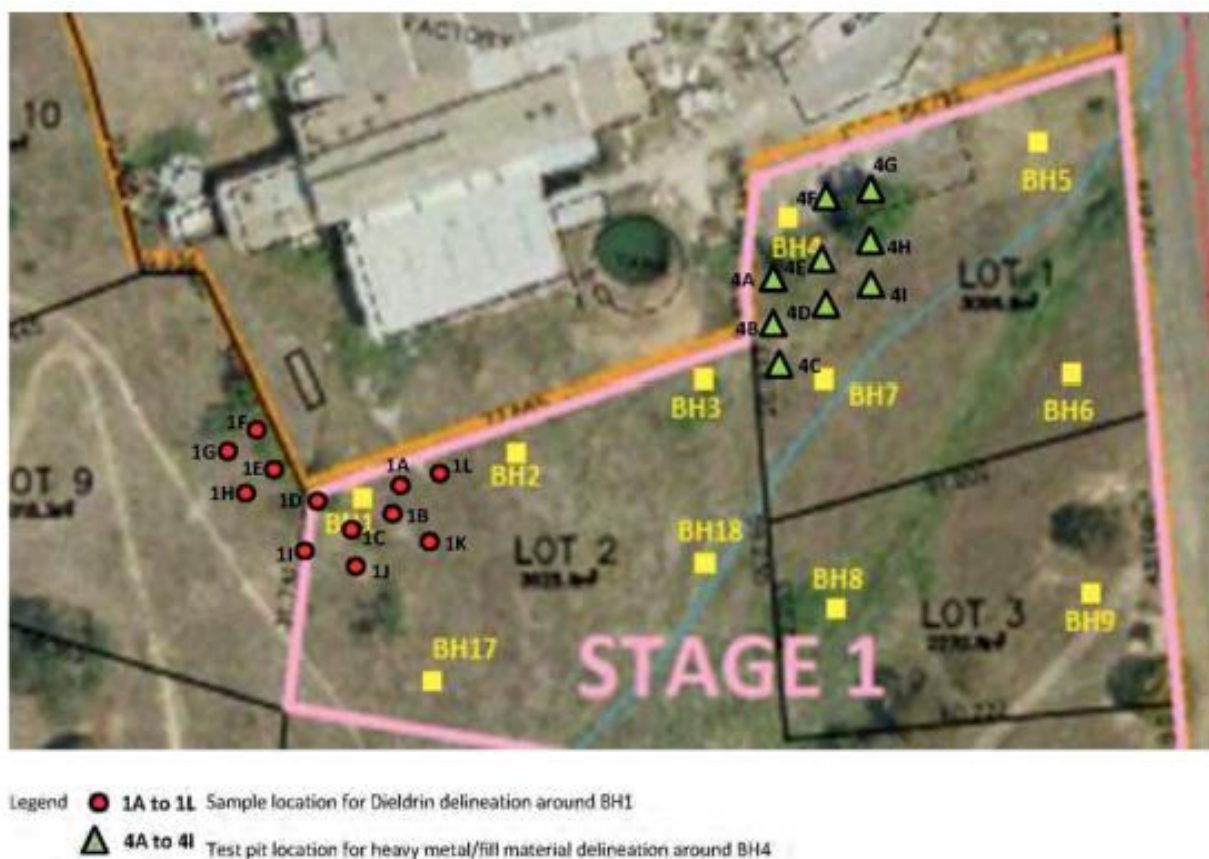 FACTORY
10
4G
4F
BH5
BH4
4H
4E
4A
LOT 1
4I
4D
4B
4C
BH7
BH6
BH3
1F
1G
1E
1A
1L
BH2
LOT 9
1H
1D
BH1
1B
1C
1K
1I
1J
LOT 2
BH18
BH8
LOT 3
BH9
BH17
STAGE 1
Legend 1A to 1L Sample location for Dieldrin delineation around BH1
4A to 4I Test pit location for heavy metal/fill material delineation around BH4